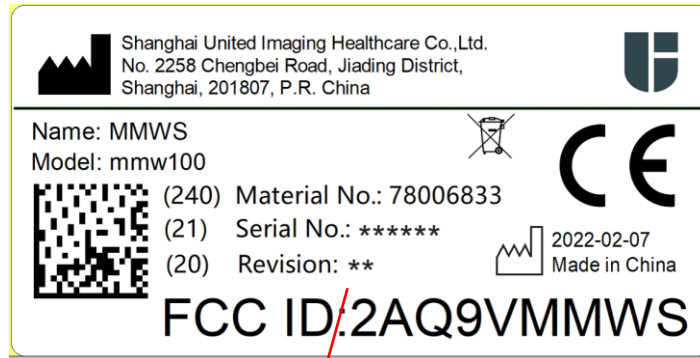 Shanghai United Imaging Healthcare Co.,Ltd.
No. 2258 Chengbei Road, Jiading District,
Shanghai, 201807, P.R. China
Name: MMWS
Model: mmw100
(240) Material No.: 78006833
(21) Serial No.: ******
(20) Revision: **
2022-02-07
Made in China
CE
FCC ID:2AQ9VMMWS